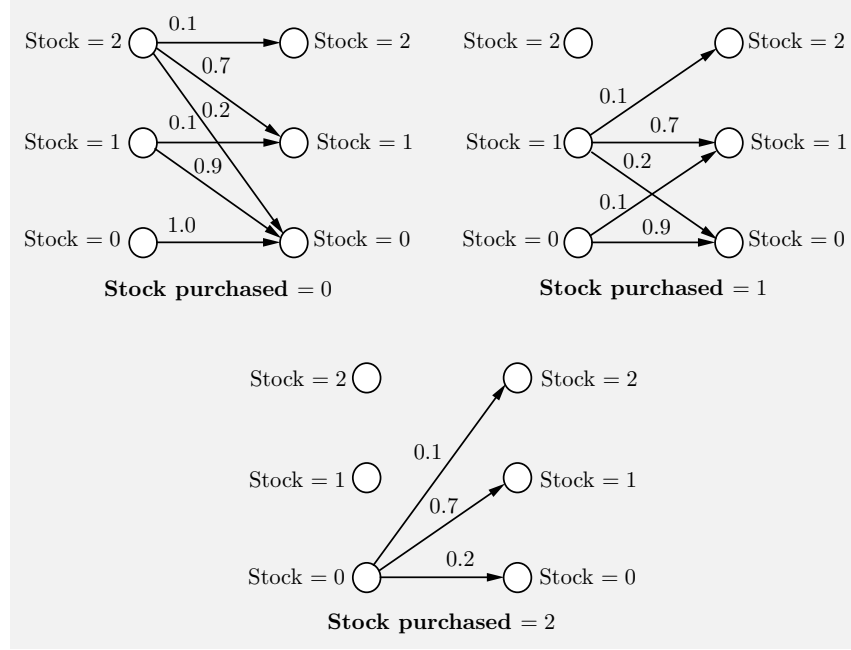 Stock = 2
0.1
Stock = 2
0.7
0.2
Stock = 1
0.1
Stock = 1
0.9
Stock = 0
1.0
Stock = 0
Stock purchased = 0
Stock = 2
Stock = 2
0.1
Stock = 1
0.7
Stock = 1
0.2
0.1
Stock = 0
0.9
Stock = 0
Stock purchased = 1
Stock = 2
Stock = 2
0.1
Stock = 1
Stock = 1
0.7
Stock = 0
0.2
Stock = 0
Stock purchased = 2